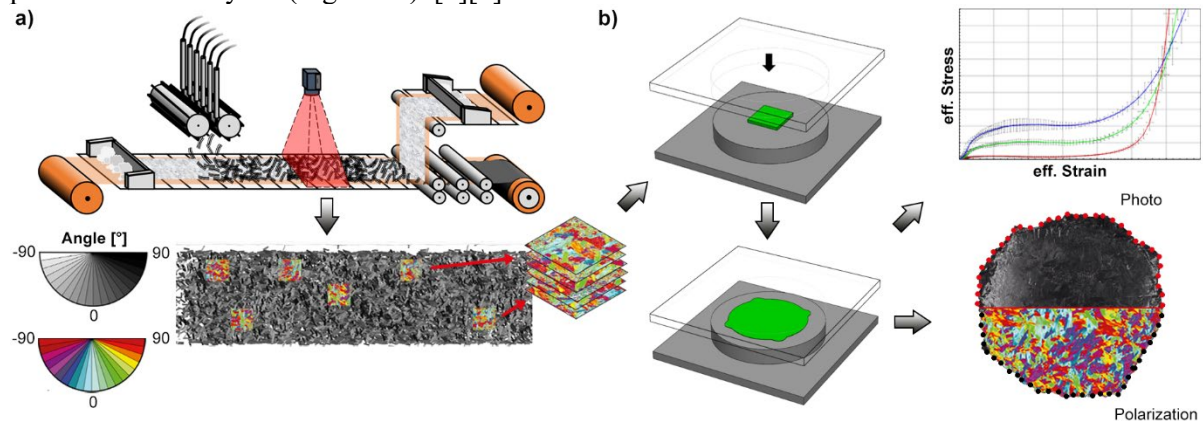 a)
b)
eff. Stress
eff. Strain
Angle [°]
-90
90
0
-90
90
0
Photo
Polarization